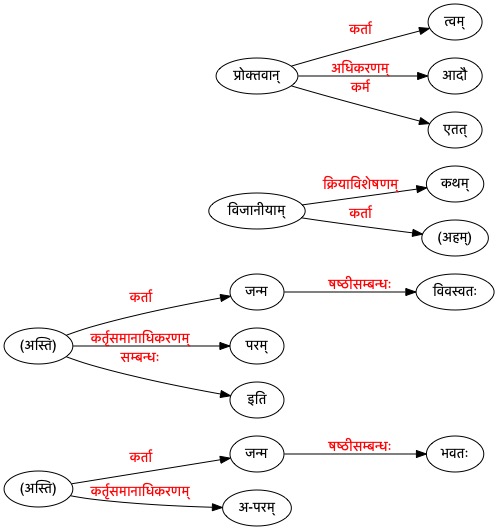 त्वम्
कर्ता
प्रोक्तवान् अधिकरणम् आदौ
कर्म
एतत्
क्रियाविशेषणम् कथम्
विजानीयाम् कर्ता
(अहम्)
कर्ता जन्म षष्ठीसम्बन्धः विवस्वतः
(अस्ति) कर्तृसमानाधिकरणम् परम्
सम्बन्धः
इति
कर्ता जन्म षष्ठीसम्बन्धः भवतः
(अस्ति) कर्तृसमानाधिकरणम्
अ-परम्